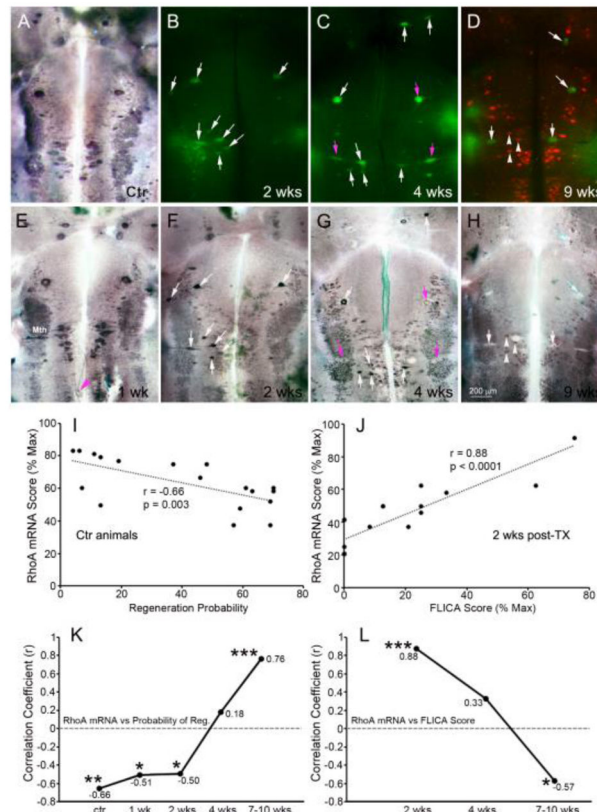 A
Ctr
B
2 wks
C
4 wks
D
9 wks
E
Mth
1 wk
F
2 wks
G
4 wks
H
200 µm
9 wks
I
RhoA mRNA Score (% Max)
100
80
60
40
20
0
r = -0.66
p = 0.003
Ctr animals
0 20 40 60 80
Regeneration Probability
J
RhoA mRNA Score (% Max)
100
80
60
40
20
0
r = 0.88
p < 0.0001
2 wks post-TX
0 20 40 60 80
FLICA Score (% Max)
K
Correlation Coefficient (r)
1
0.8
0.6
0.4
0.2
0
-0.2
-0.4
-0.6
-0.8
*** 0.76
RhoA mRNA vs Probability of Reg.
0.18
** -0.66
* -0.51
* -0.50
ctr 1 wk 2 wks 4 wks 7-10 wks
L
Correlation Coefficient (r)
1
0.8
0.6
0.4
0.2
0
-0.2
-0.4
-0.6
-0.8
*** 0.88
0.33
RhoA mRNA vs FLICA Score
* -0.57
2 wks 4 wks 7-10 wks